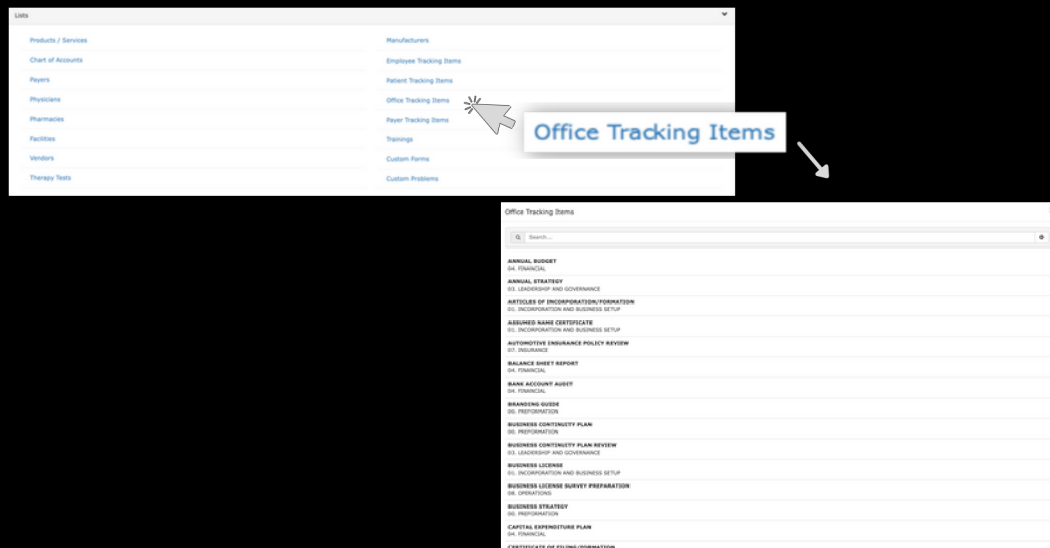 Lists
Products / Services
Chart of Accounts
Payers
Physicians
Pharmacies
Facilities
Vendors
Therapy Tests
Manufacturers
Employee Tracking Items
Patient Tracking Items
Office Tracking Items
Payer Tracking Items
Trainings
Custom Forms
Custom Problems
Office Tracking Items
Office Tracking Items
Search...
ANNUAL BUDGET
04. FINANCIAL
ANNUAL STRATEGY
03. LEADERSHIP AND GOVERNANCE
ARTICLES OF INCORPORATION/FORMATION
01. INCORPORATION AND BUSINESS SETUP
ASSUMED NAME CERTIFICATE
01. INCORPORATION AND BUSINESS SETUP
AUTOMOTIVE INSURANCE POLICY REVIEW
07. INSURANCE
BALANCE SHEET REPORT
04. FINANCIAL
BANK ACCOUNT AUDIT
04. FINANCIAL
BRANDING GUIDE
00. PREFORMATION
BUSINESS CONTINUITY PLAN
00. PREFORMATION
BUSINESS CONTINUITY PLAN REVIEW
03. LEADERSHIP AND GOVERNANCE
BUSINESS LICENSE
01. INCORPORATION AND BUSINESS SETUP
BUSINESS LICENSE SURVEY PREPARATION
08. OPERATIONS
BUSINESS STRATEGY
00. PREFORMATION
CAPITAL EXPENDITURE PLAN
04. FINANCIAL
CERTIFICATE OF FILING/FORMATION